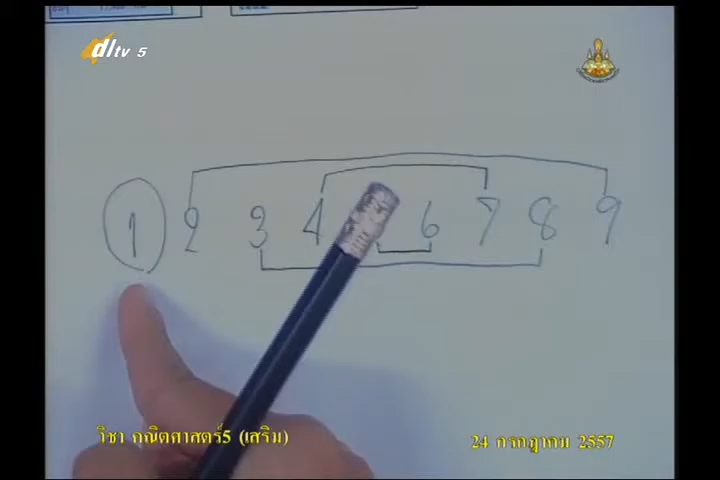 dltv 5
1 2 3 4 6 7 8 9
วิชา คณิตศาสตร์5 (เสริม)
24 กรกฎาคม 2557